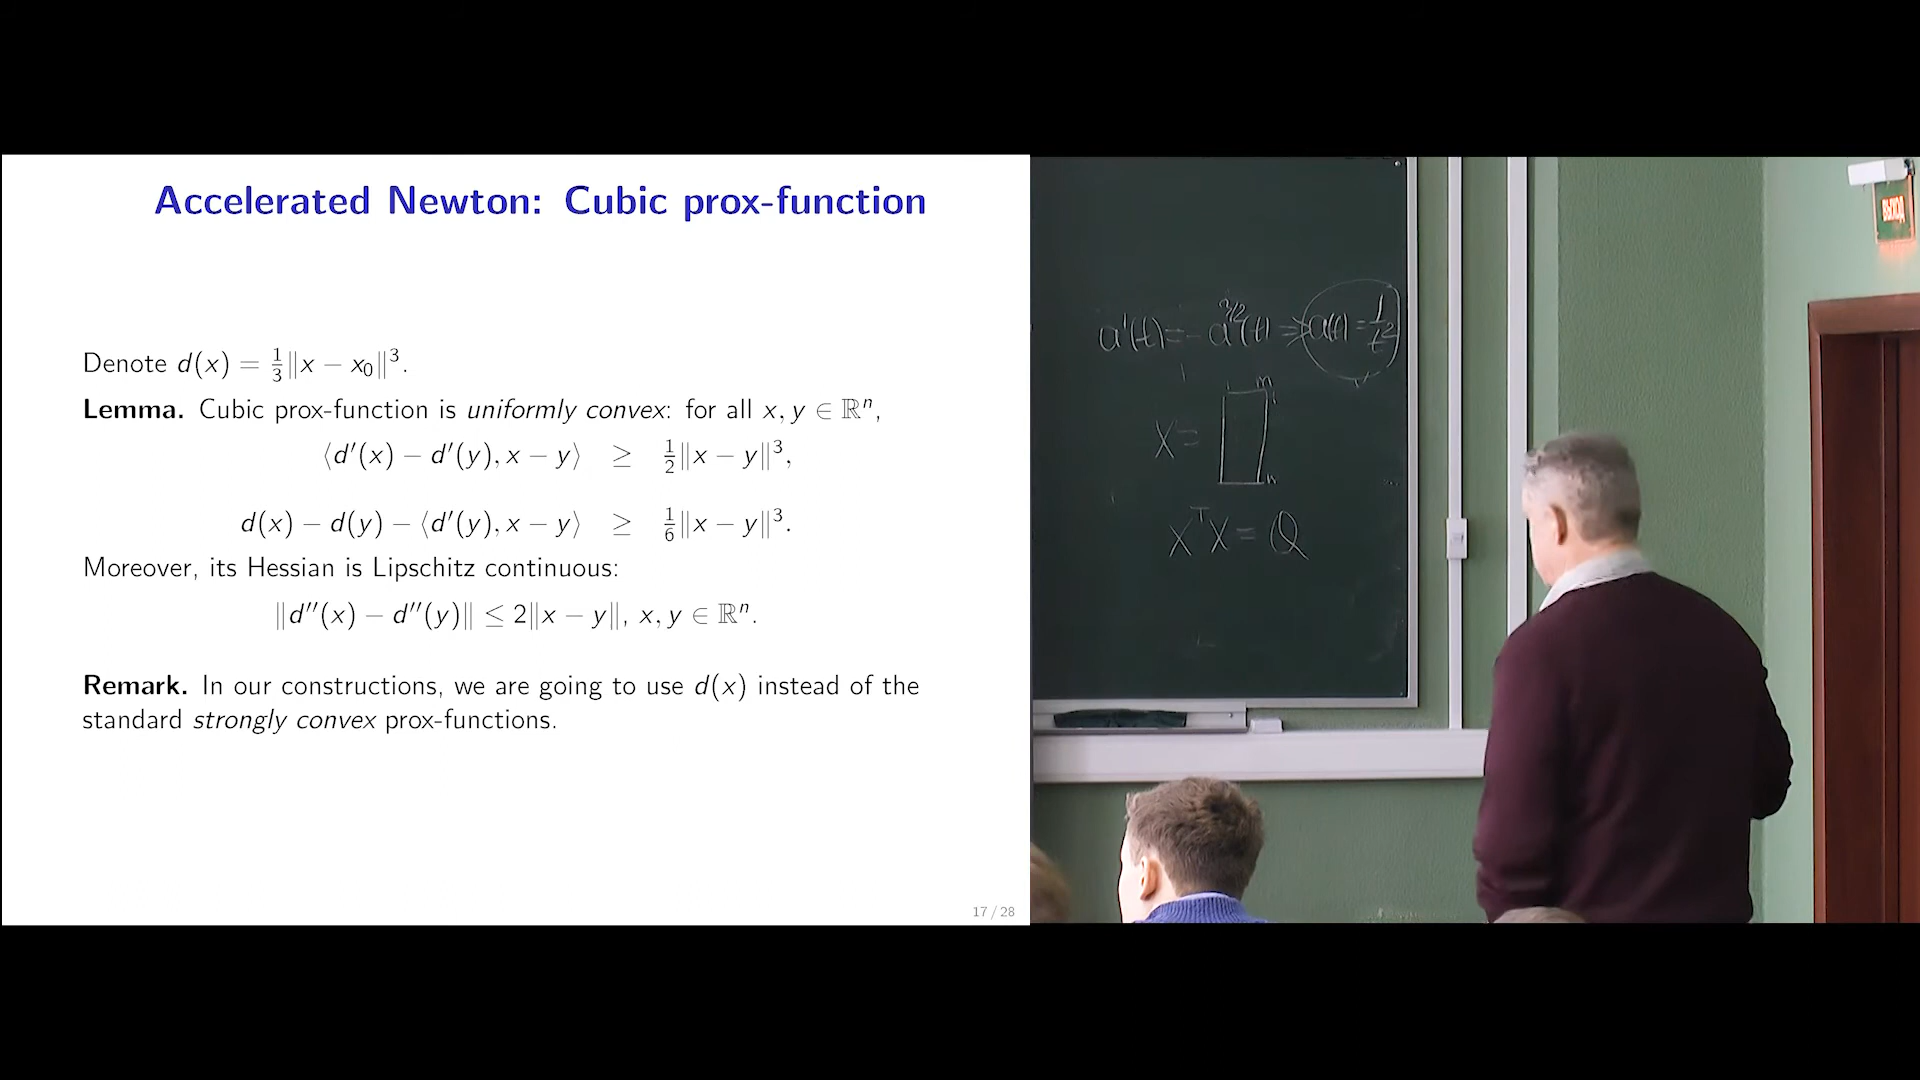 Accelerated Newton: Cubic prox-function
Denote d(x) = 1/3‖x − x₀‖³.
Lemma. Cubic prox-function is uniformly convex: for all x, y ∈ ℝⁿ,
⟨d′(x) − d′(y), x − y⟩ ≥ 1/2‖x − y‖³,
d(x) − d(y) − ⟨d′(y), x − y⟩ ≥ 1/6‖x − y‖³.
Moreover, its Hessian is Lipschitz continuous:
‖d″(x) − d″(y)‖ ≤ 2‖x − y‖, x, y ∈ ℝⁿ.
Remark. In our constructions, we are going to use d(x) instead of the
standard strongly convex prox-functions.
17 / 28
a'(t) = - a^{3/2}(t) ⇒ a(t) = 1/t²
m
X =
n
XᵀX = Q
ВЫХОД